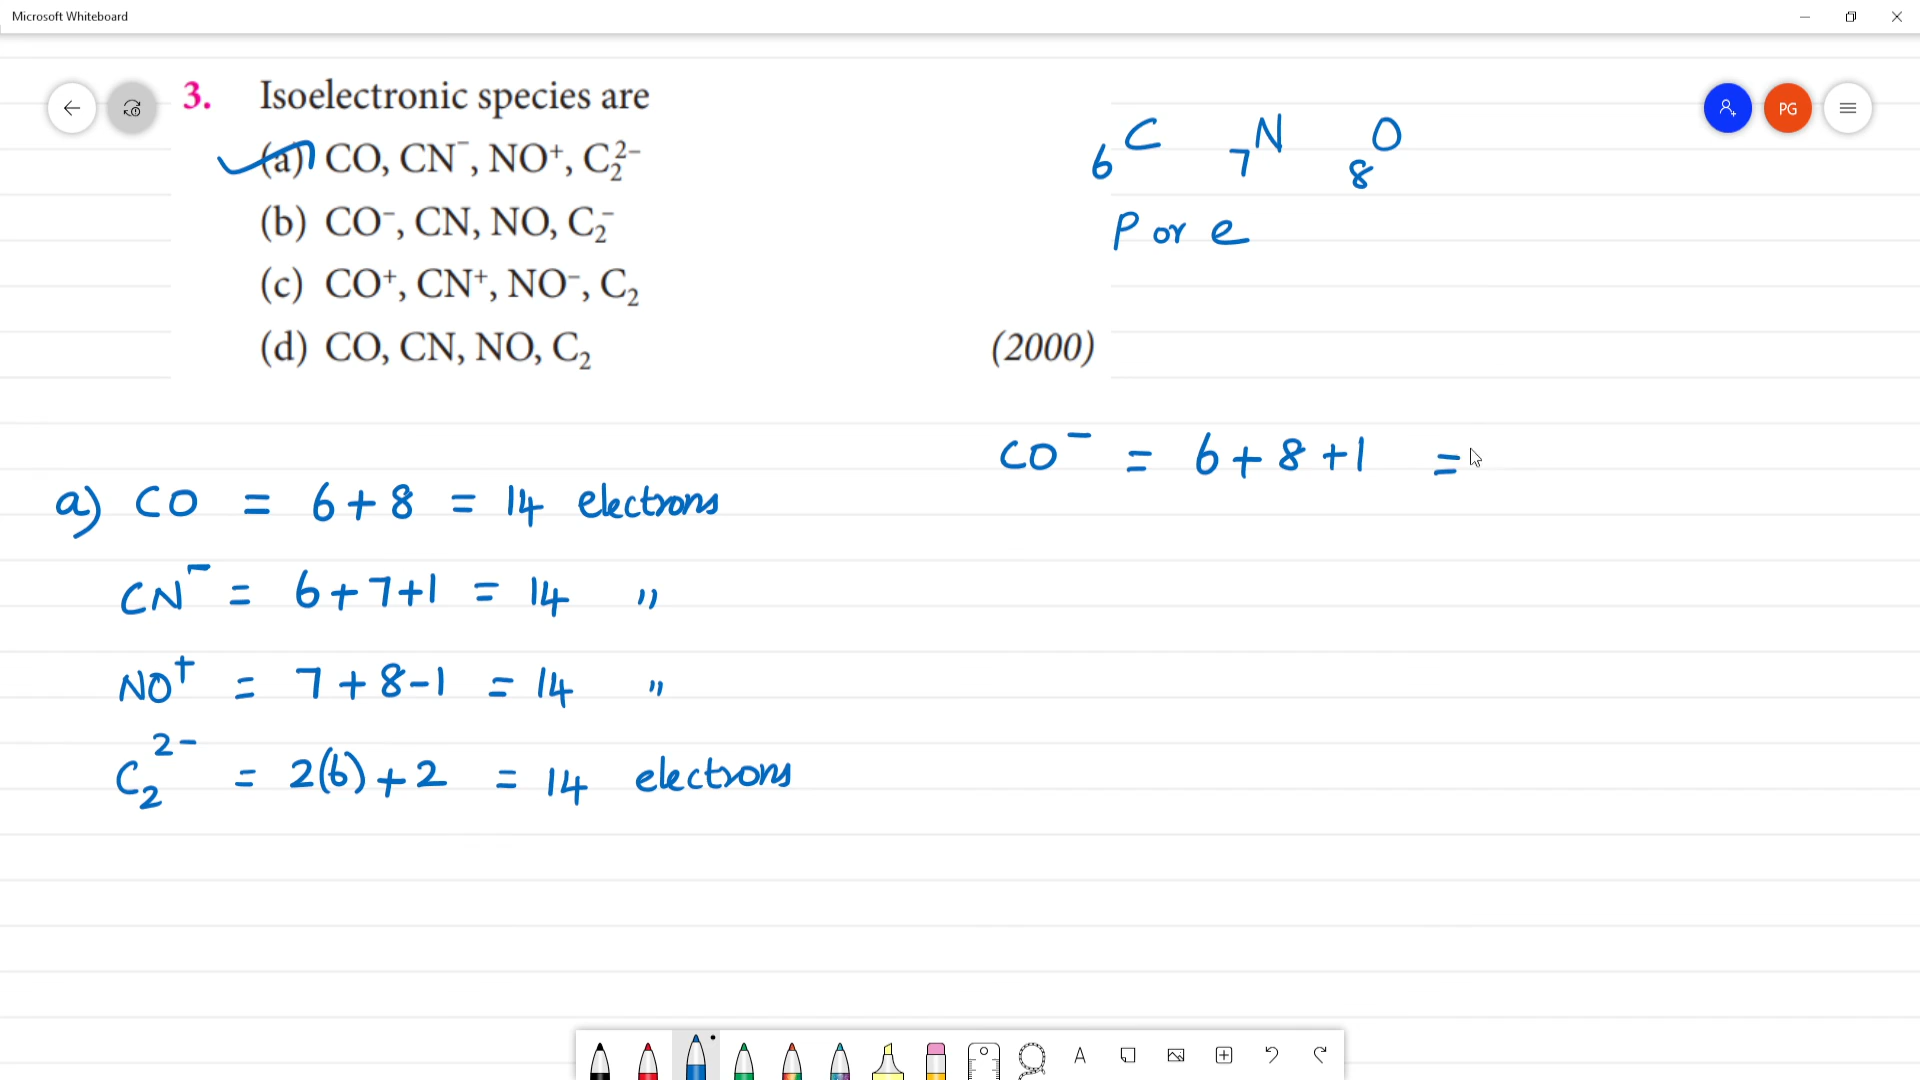 Microsoft Whiteboard
3. Isoelectronic species are
(a) CO, CN⁻, NO⁺, C₂²⁻
(b) CO⁻, CN, NO, C₂⁻
(c) CO⁺, CN⁺, NO⁻, C₂
(d) CO, CN, NO, C₂ (2000)
₆C ₇N ₈O
P or e
PG
CO⁻ = 6 + 8 + 1 =
a) CO = 6 + 8 = 14 electrons
CN⁻ = 6 + 7 + 1 = 14 "
NO⁺ = 7 + 8 - 1 = 14 "
C₂²⁻ = 2(6) + 2 = 14 electrons
A